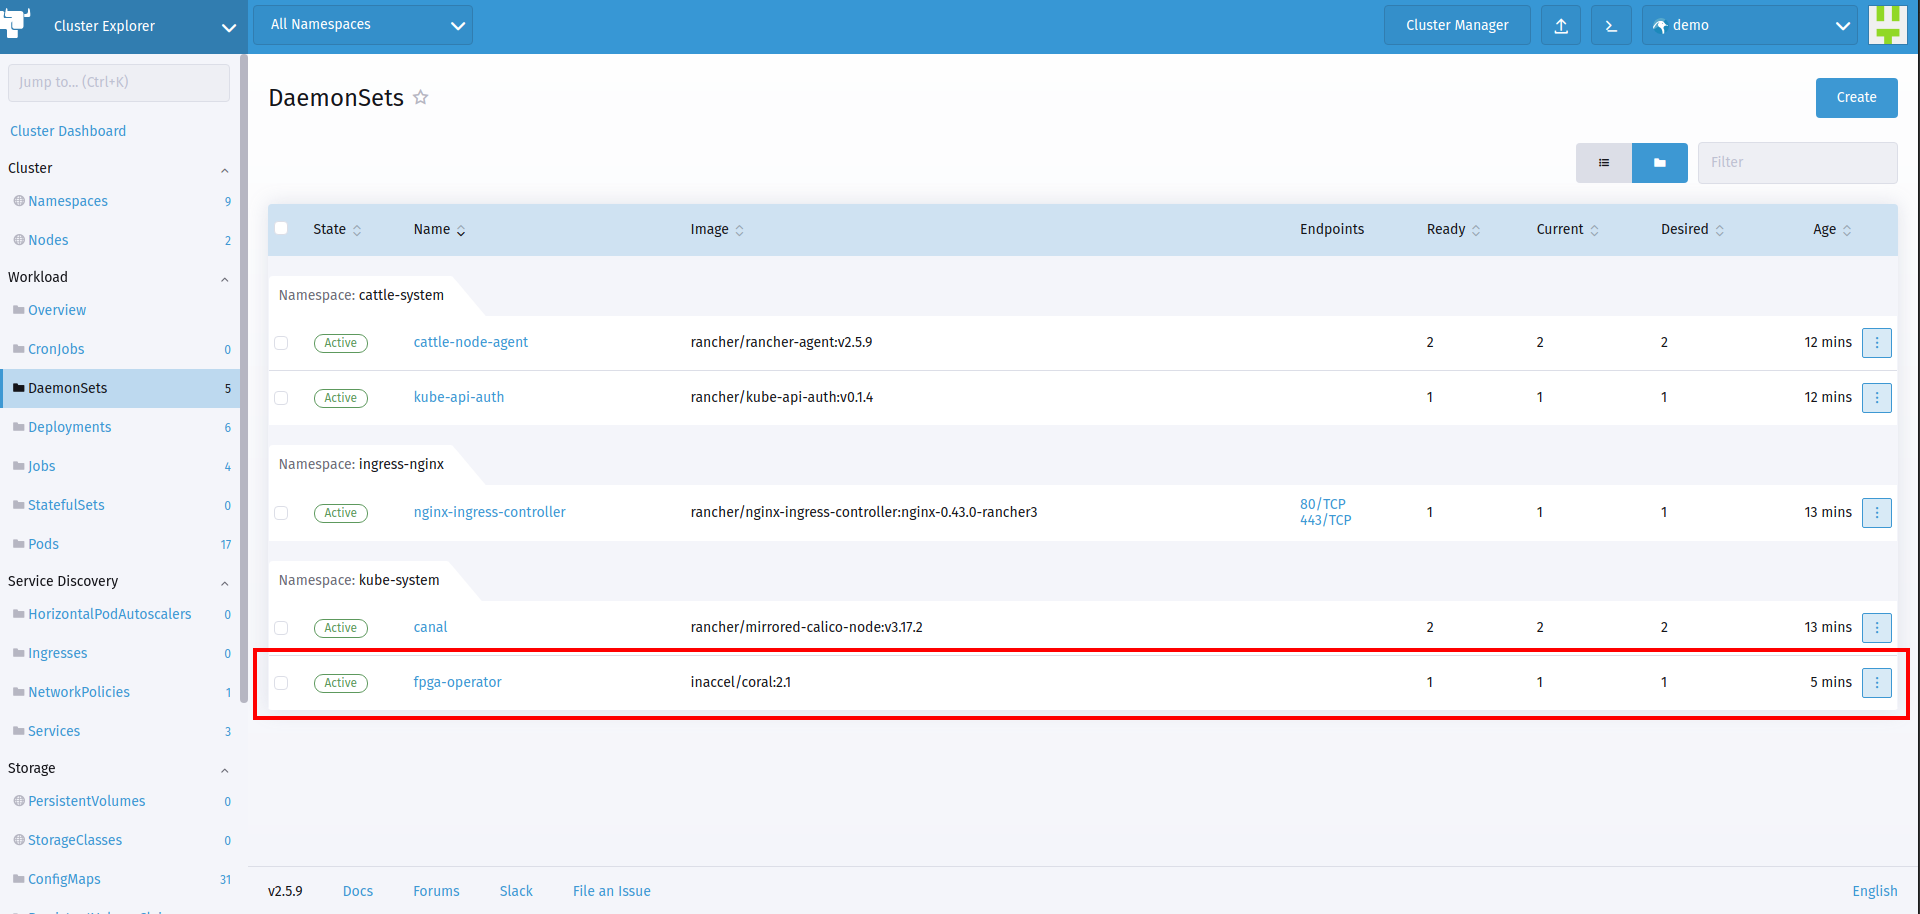 Cluster Explorer
All Namespaces
Cluster Manager
demo
Jump to... (Ctrl+K)
Cluster Dashboard
Cluster
Namespaces 9
Nodes 2
Workload
Overview
CronJobs 0
DaemonSets 5
Deployments 6
Jobs 4
StatefulSets 0
Pods 17
Service Discovery
HorizontalPodAutoscalers 0
Ingresses 0
NetworkPolicies 1
Services 3
Storage
PersistentVolumes 0
StorageClasses 0
ConfigMaps 31
DaemonSets
Create
Filter
State Name Image Endpoints Ready Current Desired Age
Namespace: cattle-system
Active cattle-node-agent rancher/rancher-agent:v2.5.9 2 2 2 12 mins
Active kube-api-auth rancher/kube-api-auth:v0.1.4 1 1 1 12 mins
Namespace: ingress-nginx
Active nginx-ingress-controller rancher/nginx-ingress-controller:nginx-0.43.0-rancher3 80/TCP 1 1 1 13 mins
443/TCP
Namespace: kube-system
Active canal rancher/mirrored-calico-node:v3.17.2 2 2 2 13 mins
Active fpga-operator inaccel/coral:2.1 1 1 1 5 mins
v2.5.9 Docs Forums Slack File an Issue English